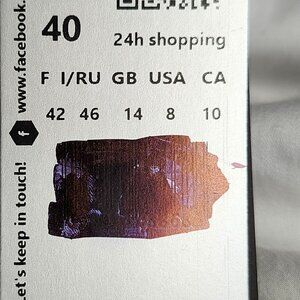 40
24h shopping
F I/RU GB USA CA
42 46 14 8 10
www.facebook.
f
Let's keep in touch!